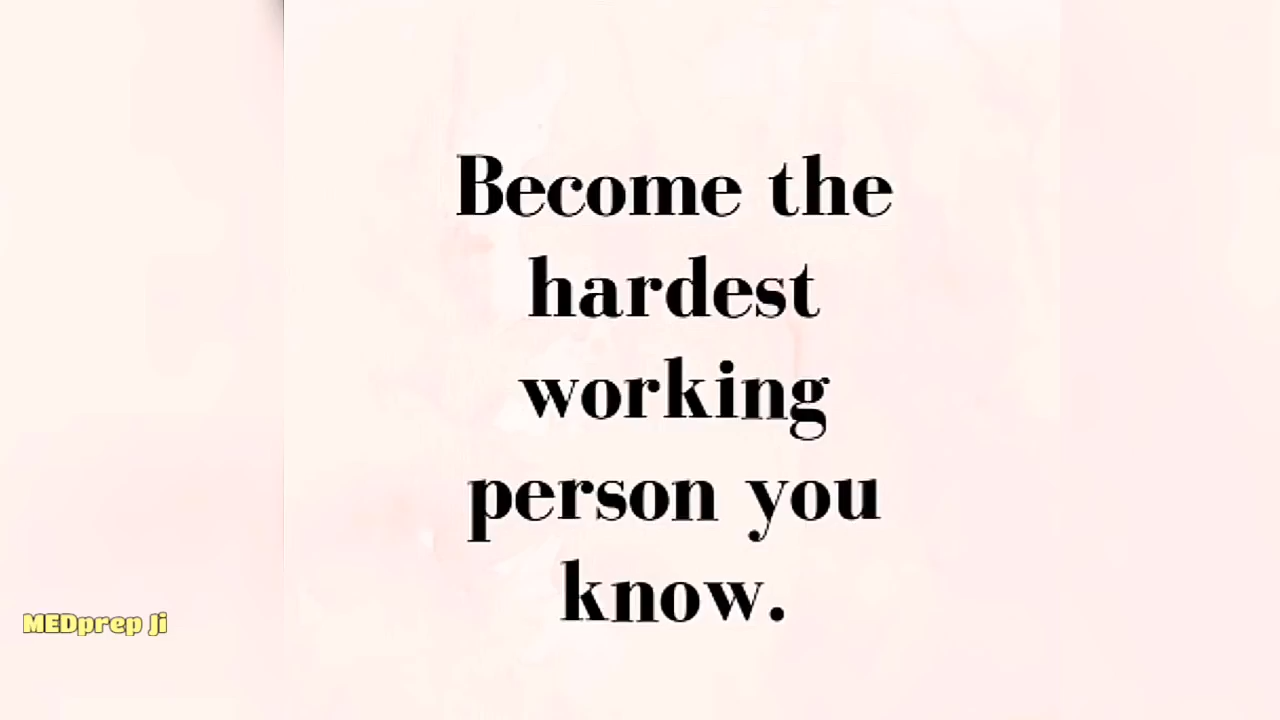 Become the
hardest
working
person you
know.
MEDprep Ji